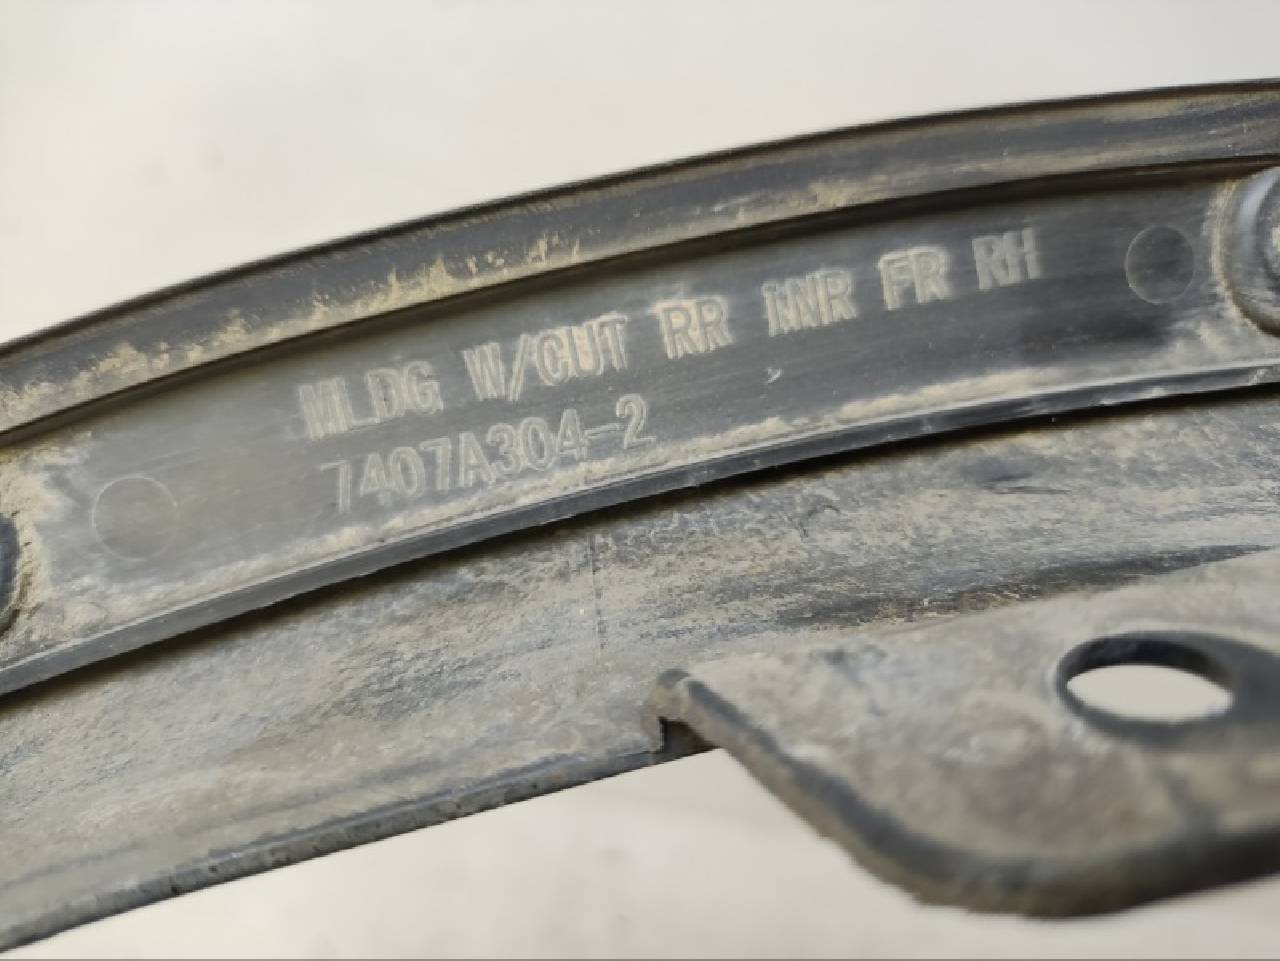 MLDG W/CUT RR INR FR RH
7407A304-2